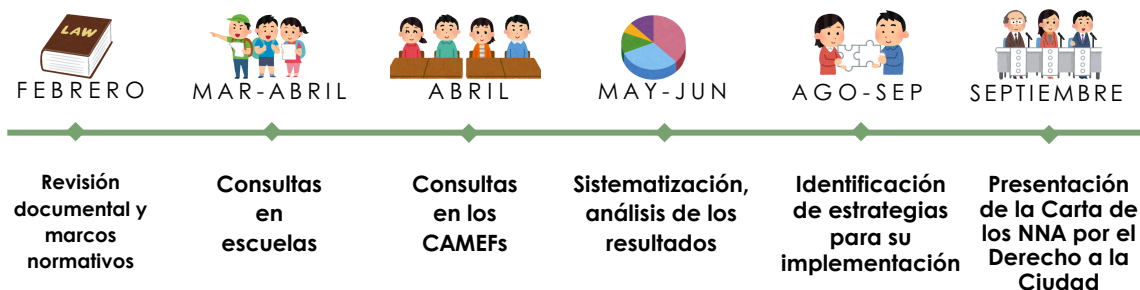 LAW
FEBRERO
MAR-ABRIL
ABRIL
MAY-JUN
AGO-SEP
SEPTIEMBRE
Revisión
documental y
marcos
normativos
Consultas
en
escuelas
Consultas
en los
CAMEFs
Sistematización,
análisis de los
resultados
Identificación
de estrategias
para su
implementación
Presentación
de la Carta de
los NNA por el
Derecho a la
Ciudad